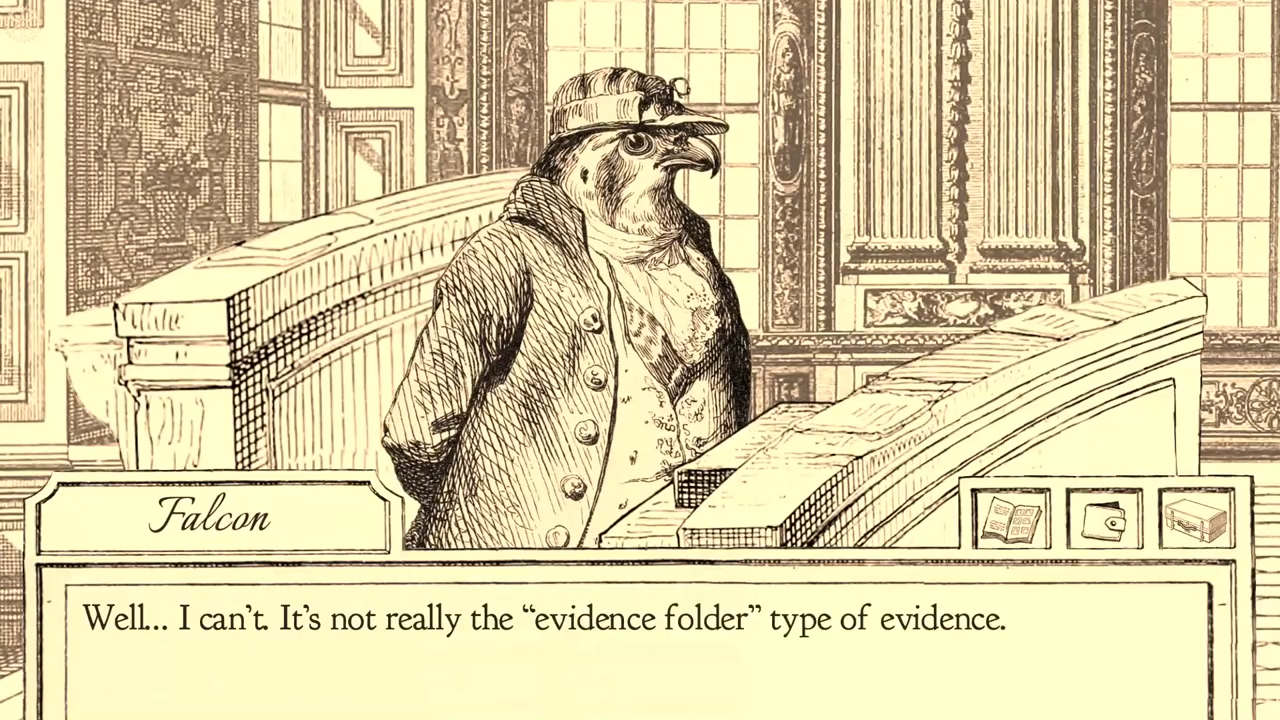 Falcon
Well... I can't. It's not really the “evidence folder” type of evidence.